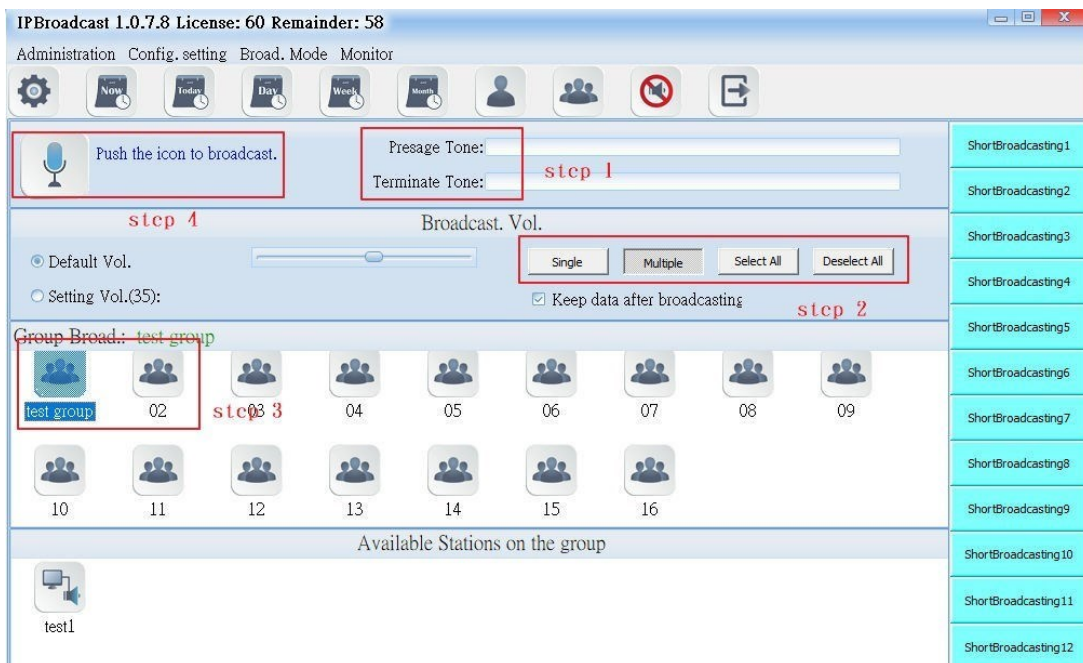 IPBroadcast 1.0.7.8 License: 60 Remainder: 58
Administration Config. setting Broad. Mode Monitor
Now Today Day Week Month
Push the icon to broadcast.
Presage Tone:
step 1
Terminate Tone:
step 4
Broadcast. Vol.
Default Vol.
Single Multiple Select All Deselect All
Setting Vol.(35):
Keep data after broadcasting
step 2
Group Broad.: test group
test group 02 03 04 05 06 07 08 09
step 3
10 11 12 13 14 15 16
Available Stations on the group
test1
ShortBroadcasting1
ShortBroadcasting2
ShortBroadcasting3
ShortBroadcasting4
ShortBroadcasting5
ShortBroadcasting6
ShortBroadcasting7
ShortBroadcasting8
ShortBroadcasting9
ShortBroadcasting10
ShortBroadcasting11
ShortBroadcasting12